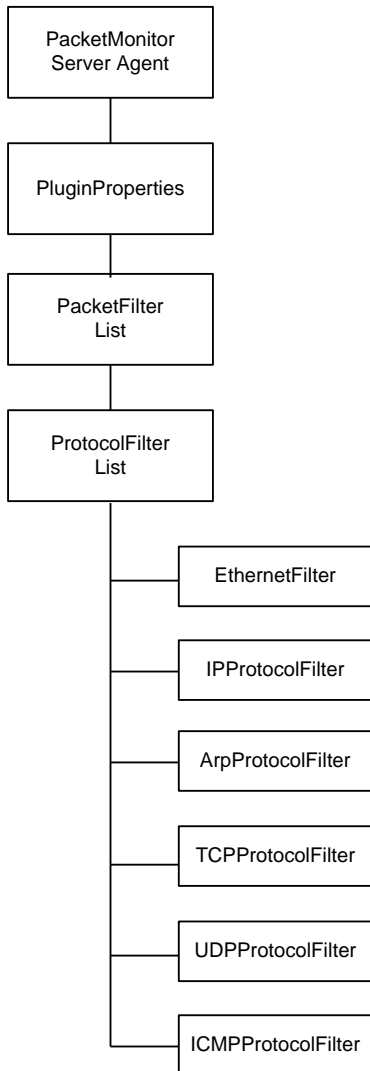 PacketMonitor
Server Agent
PluginProperties
PacketFilter
List
ProtocolFilter
List
EthernetFilter
IPProtocolFilter
ArpProtocolFilter
TCPProtocolFilter
UDPProtocolFilter
ICMPProtocolFilter